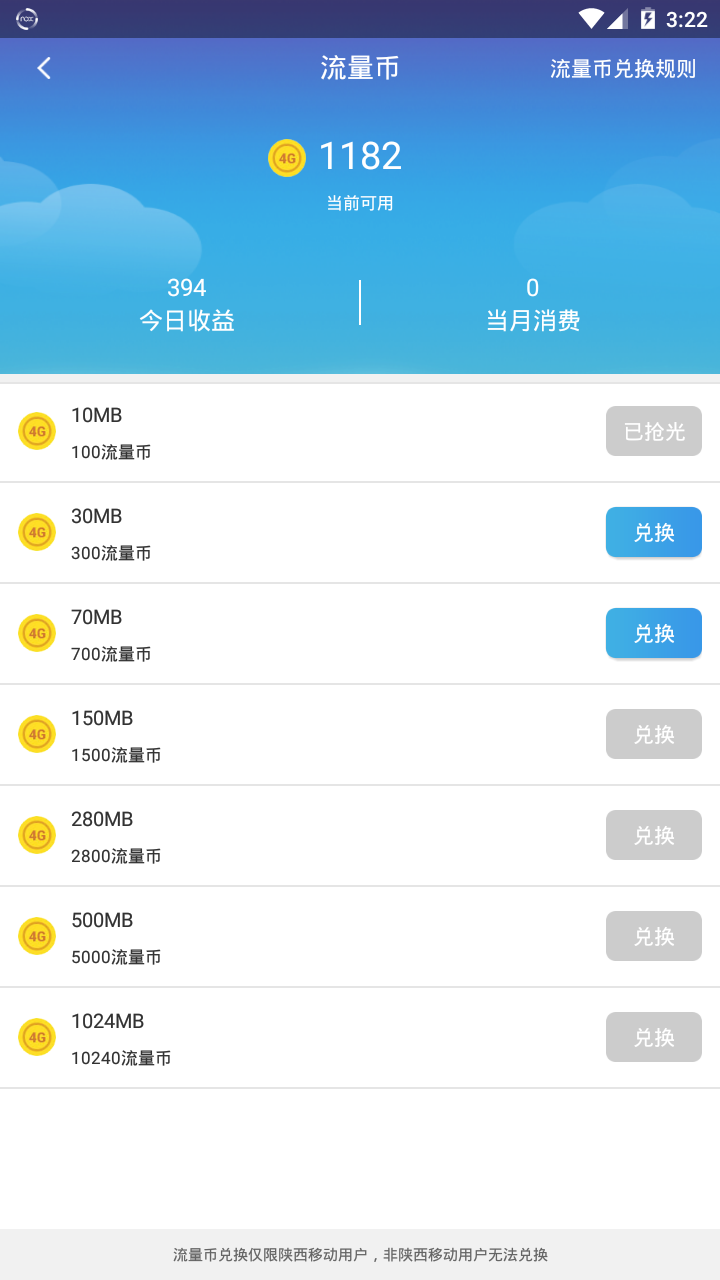 3:22
流量币
流量币兑换规则
4G 1182
当前可用
394
今日收益
0
当月消费
10MB
4G
100流量币
已抢光
30MB
4G
300流量币
兑换
70MB
4G
700流量币
兑换
150MB
4G
1500流量币
兑换
280MB
4G
2800流量币
兑换
500MB
4G
5000流量币
兑换
1024MB
4G
10240流量币
兑换
流量币兑换仅限陕西移动用户，非陕西移动用户无法兑换